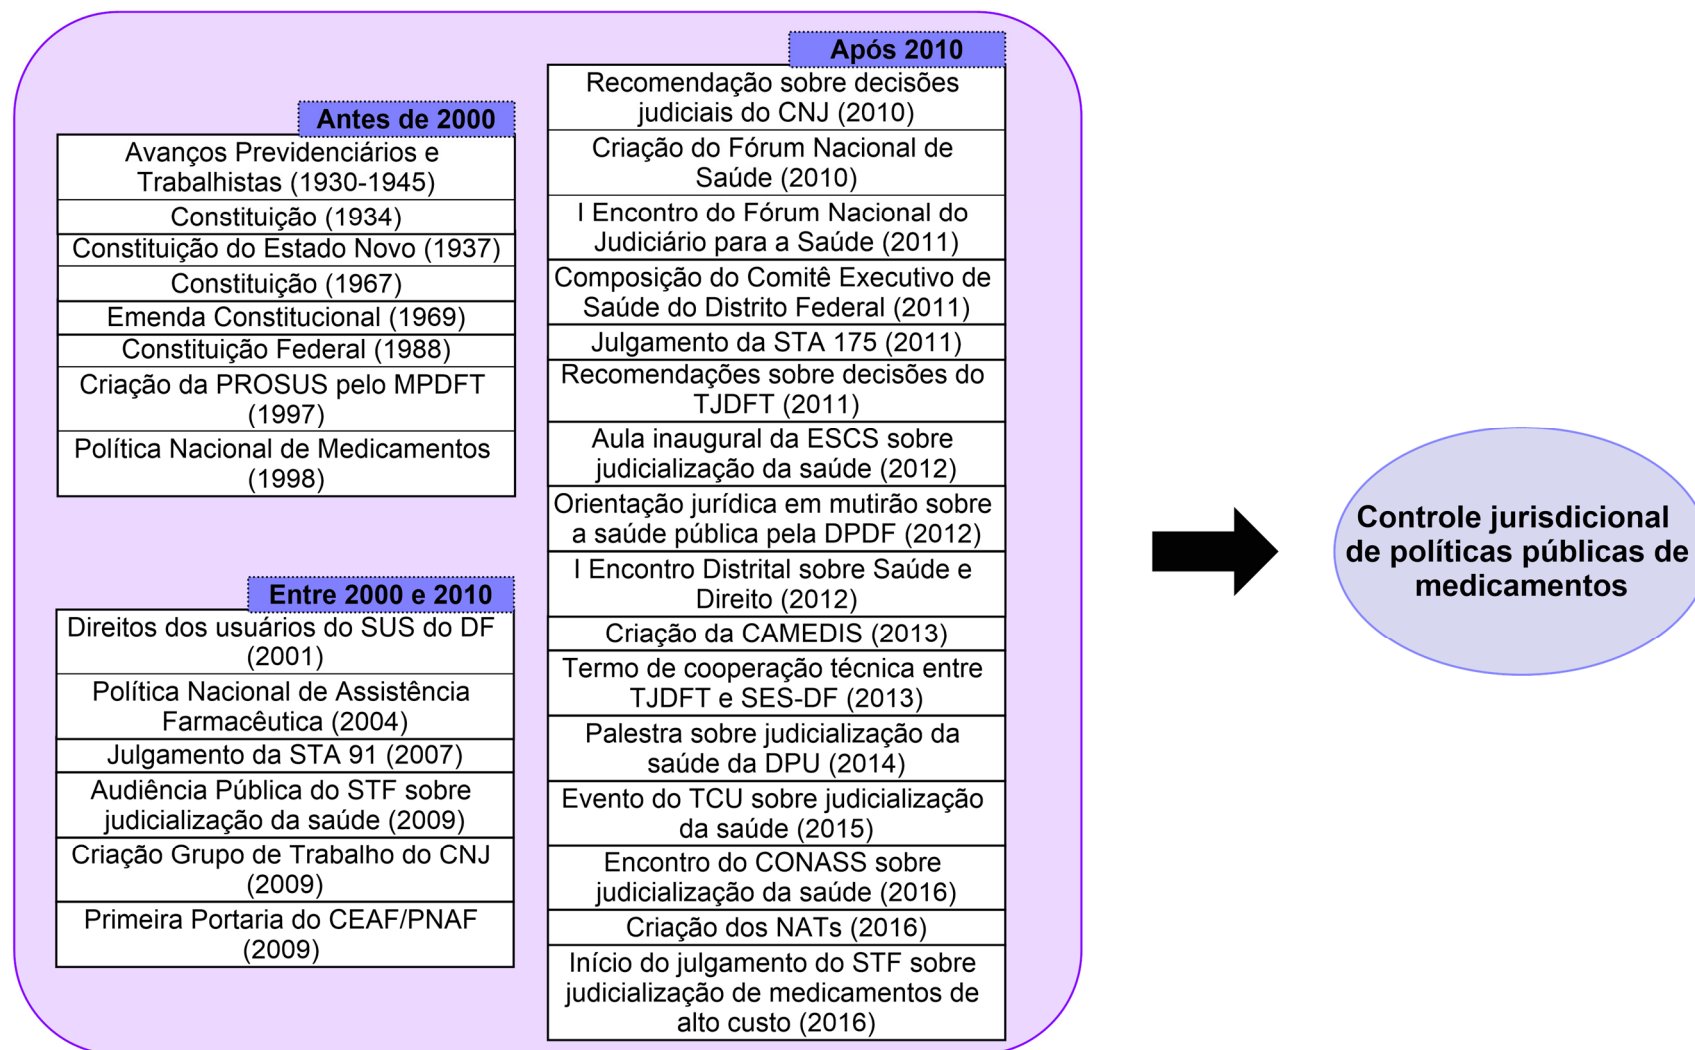 Antes de 2000
Avanços Previdenciários e
Trabalhistas (1930-1945)
Constituição (1934)
Constituição do Estado Novo (1937)
Constituição (1967)
Emenda Constitucional (1969)
Constituição Federal (1988)
Criação da PROSUS pelo MPDFT
(1997)
Política Nacional de Medicamentos
(1998)
Entre 2000 e 2010
Direitos dos usuários do SUS do DF
(2001)
Política Nacional de Assistência
Farmacêutica (2004)
Julgamento da STA 91 (2007)
Audiência Pública do STF sobre
judicialização da saúde (2009)
Criação Grupo de Trabalho do CNJ
(2009)
Primeira Portaria do CEAF/PNAF
(2009)
Após 2010
Recomendação sobre decisões
judiciais do CNJ (2010)
Criação do Fórum Nacional de
Saúde (2010)
I Encontro do Fórum Nacional do
Judiciário para a Saúde (2011)
Composição do Comitê Executivo de
Saúde do Distrito Federal (2011)
Julgamento da STA 175 (2011)
Recomendações sobre decisões do
TJDFT (2011)
Aula inaugural da ESCS sobre
judicialização da saúde (2012)
Orientação jurídica em mutirão sobre
a saúde pública pela DPDF (2012)
I Encontro Distrital sobre Saúde e
Direito (2012)
Criação da CAMEDIS (2013)
Termo de cooperação técnica entre
TJDFT e SES-DF (2013)
Palestra sobre judicialização da
saúde da DPU (2014)
Evento do TCU sobre judicialização
da saúde (2015)
Encontro do CONASS sobre
judicialização da saúde (2016)
Criação dos NATs (2016)
Início do julgamento do STF sobre
judicialização de medicamentos de
alto custo (2016)
Controle jurisdicional
de políticas públicas de
medicamentos